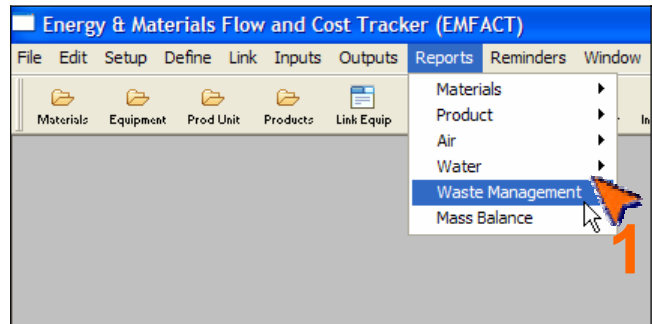 Energy & Materials Flow and Cost Tracker (EMFACT)
File Edit Setup Define Link Inputs Outputs Reports Reminders Window
Materials Equipment Prod Unit Products Link Equip
Materials
Product
Air
Water
Waste Management
Mass Balance
1